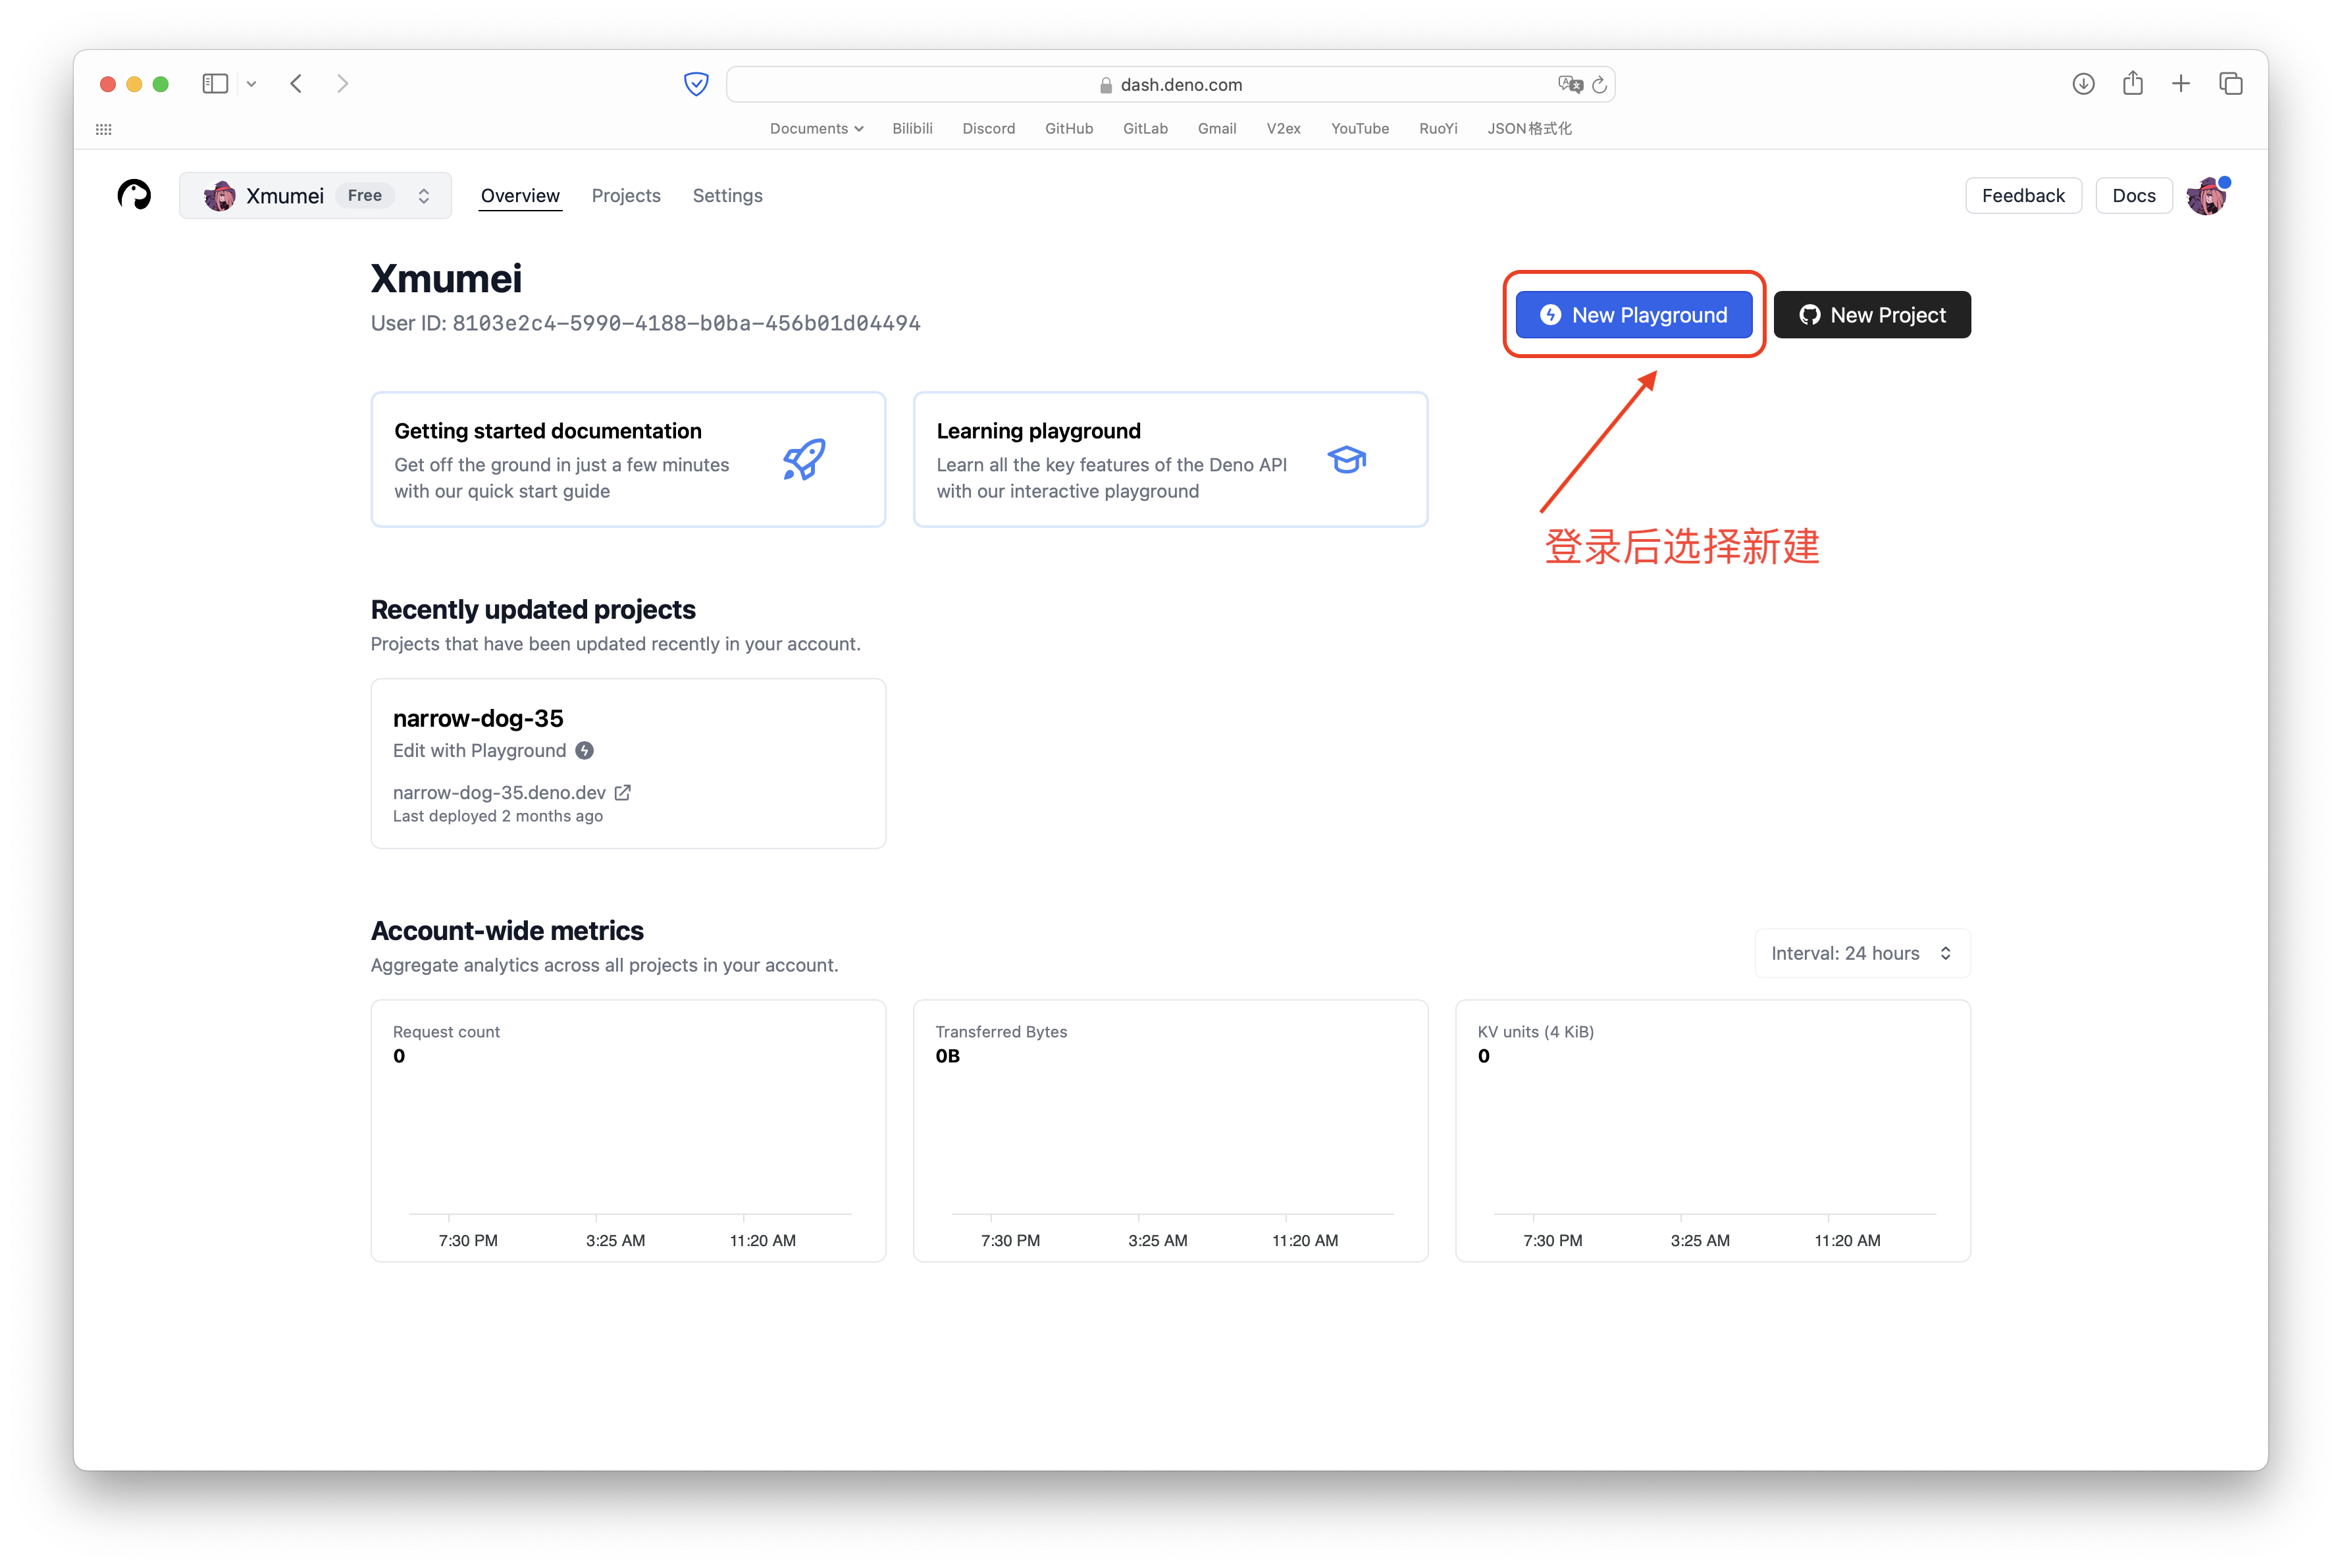 dash.deno.com
Documents Bilibili Discord GitHub GitLab Gmail V2ex YouTube RuoYi JSON格式化
Xmumei Free Overview Projects Settings Feedback Docs
Xmumei
User ID: 8103e2c4-5990-4188-b0ba-456b01d04494
New Playground New Project
Getting started documentation
Get off the ground in just a few minutes
with our quick start guide
Learning playground
Learn all the key features of the Deno API
with our interactive playground
登录后选择新建
Recently updated projects
Projects that have been updated recently in your account.
narrow-dog-35
Edit with Playground
narrow-dog-35.deno.dev
Last deployed 2 months ago
Account-wide metrics
Aggregate analytics across all projects in your account.
Interval: 24 hours
Request count
0
7:30 PM 3:25 AM 11:20 AM
Transferred Bytes
0B
7:30 PM 3:25 AM 11:20 AM
KV units (4 KiB)
0
7:30 PM 3:25 AM 11:20 AM